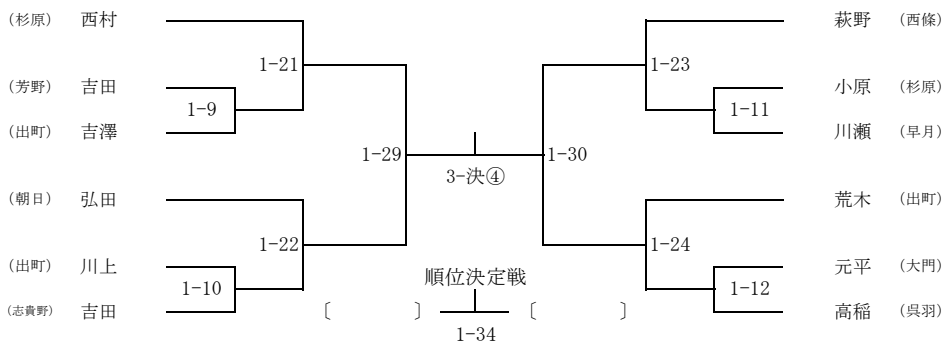 (杉原) 西村 萩野 (西條)
1-21 1-23
(芳野) 吉田 小原 (杉原)
1-9 1-11
(出町) 吉澤 川瀬 (早月)
1-29 1-30
3-決④
(朝日) 弘田 荒木 (出町)
1-22 1-24
(出町) 川上 元平 (大門)
順位決定戦
1-10 1-12
(志貴野) 吉田 〔 〕 〔 〕 高稲 (呉羽)
1-34